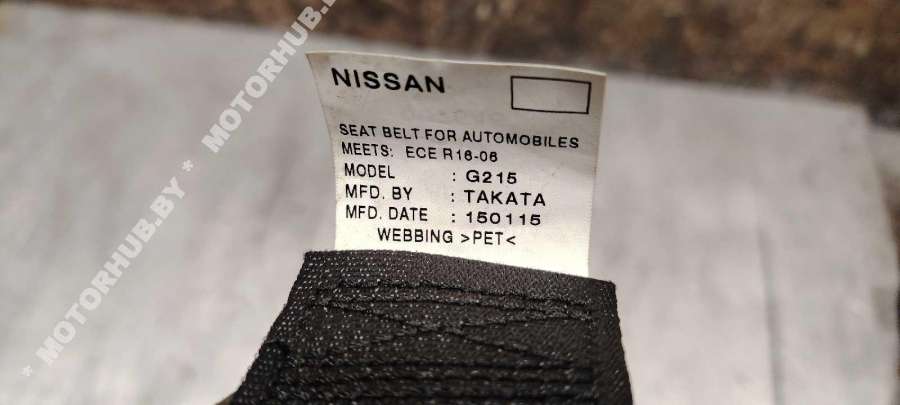 NISSAN
SEAT BELT FOR AUTOMOBILES
MEETS: ECE R16-06
MODEL : G215
MFD. BY : TAKATA
MFD. DATE : 150115
WEBBING >PET<
* MOTORHUB.BY * MOTORHUB.BY